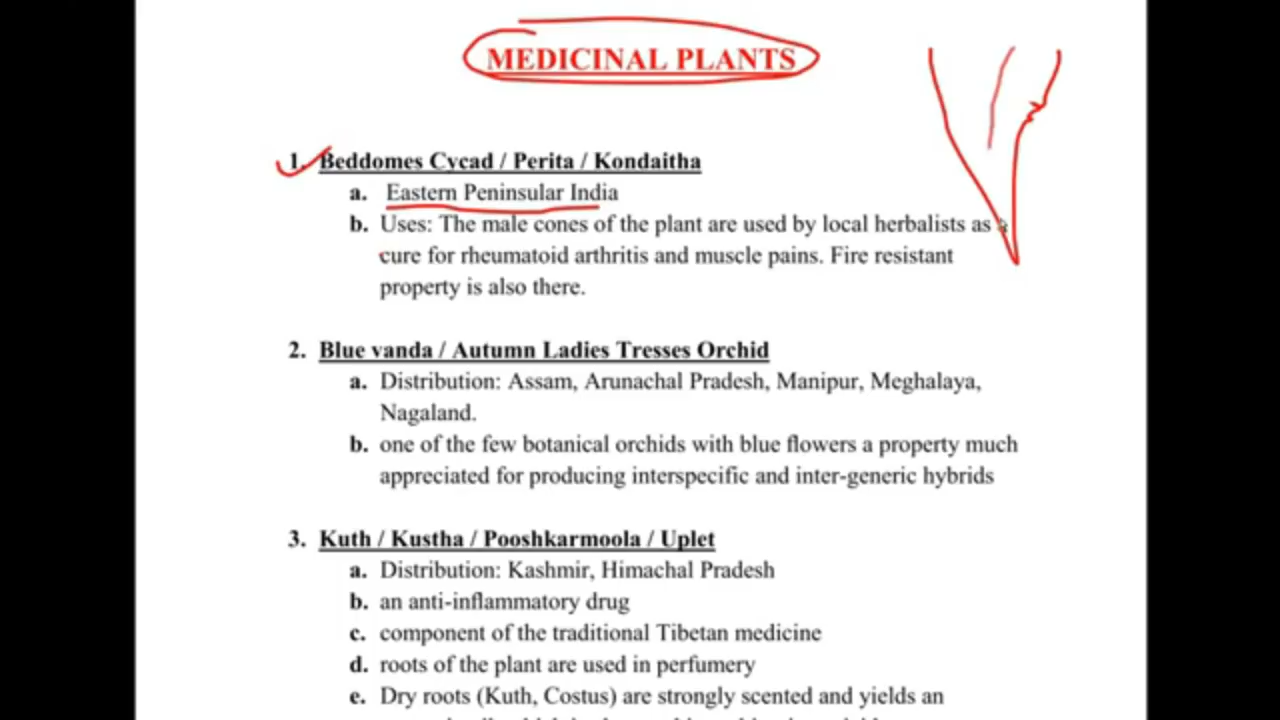 MEDICINAL PLANTS
1. Beddomes Cycad / Perita / Kondaitha
a. Eastern Peninsular India
b. Uses: The male cones of the plant are used by local herbalists as
cure for rheumatoid arthritis and muscle pains. Fire resistant
property is also there.
2. Blue vanda / Autumn Ladies Tresses Orchid
a. Distribution: Assam, Arunachal Pradesh, Manipur, Meghalaya,
Nagaland.
b. one of the few botanical orchids with blue flowers a property much
appreciated for producing interspecific and inter-generic hybrids
3. Kuth / Kustha / Pooshkarmoola / Uplet
a. Distribution: Kashmir, Himachal Pradesh
b. an anti-inflammatory drug
c. component of the traditional Tibetan medicine
d. roots of the plant are used in perfumery
e. Dry roots (Kuth, Costus) are strongly scented and yields an